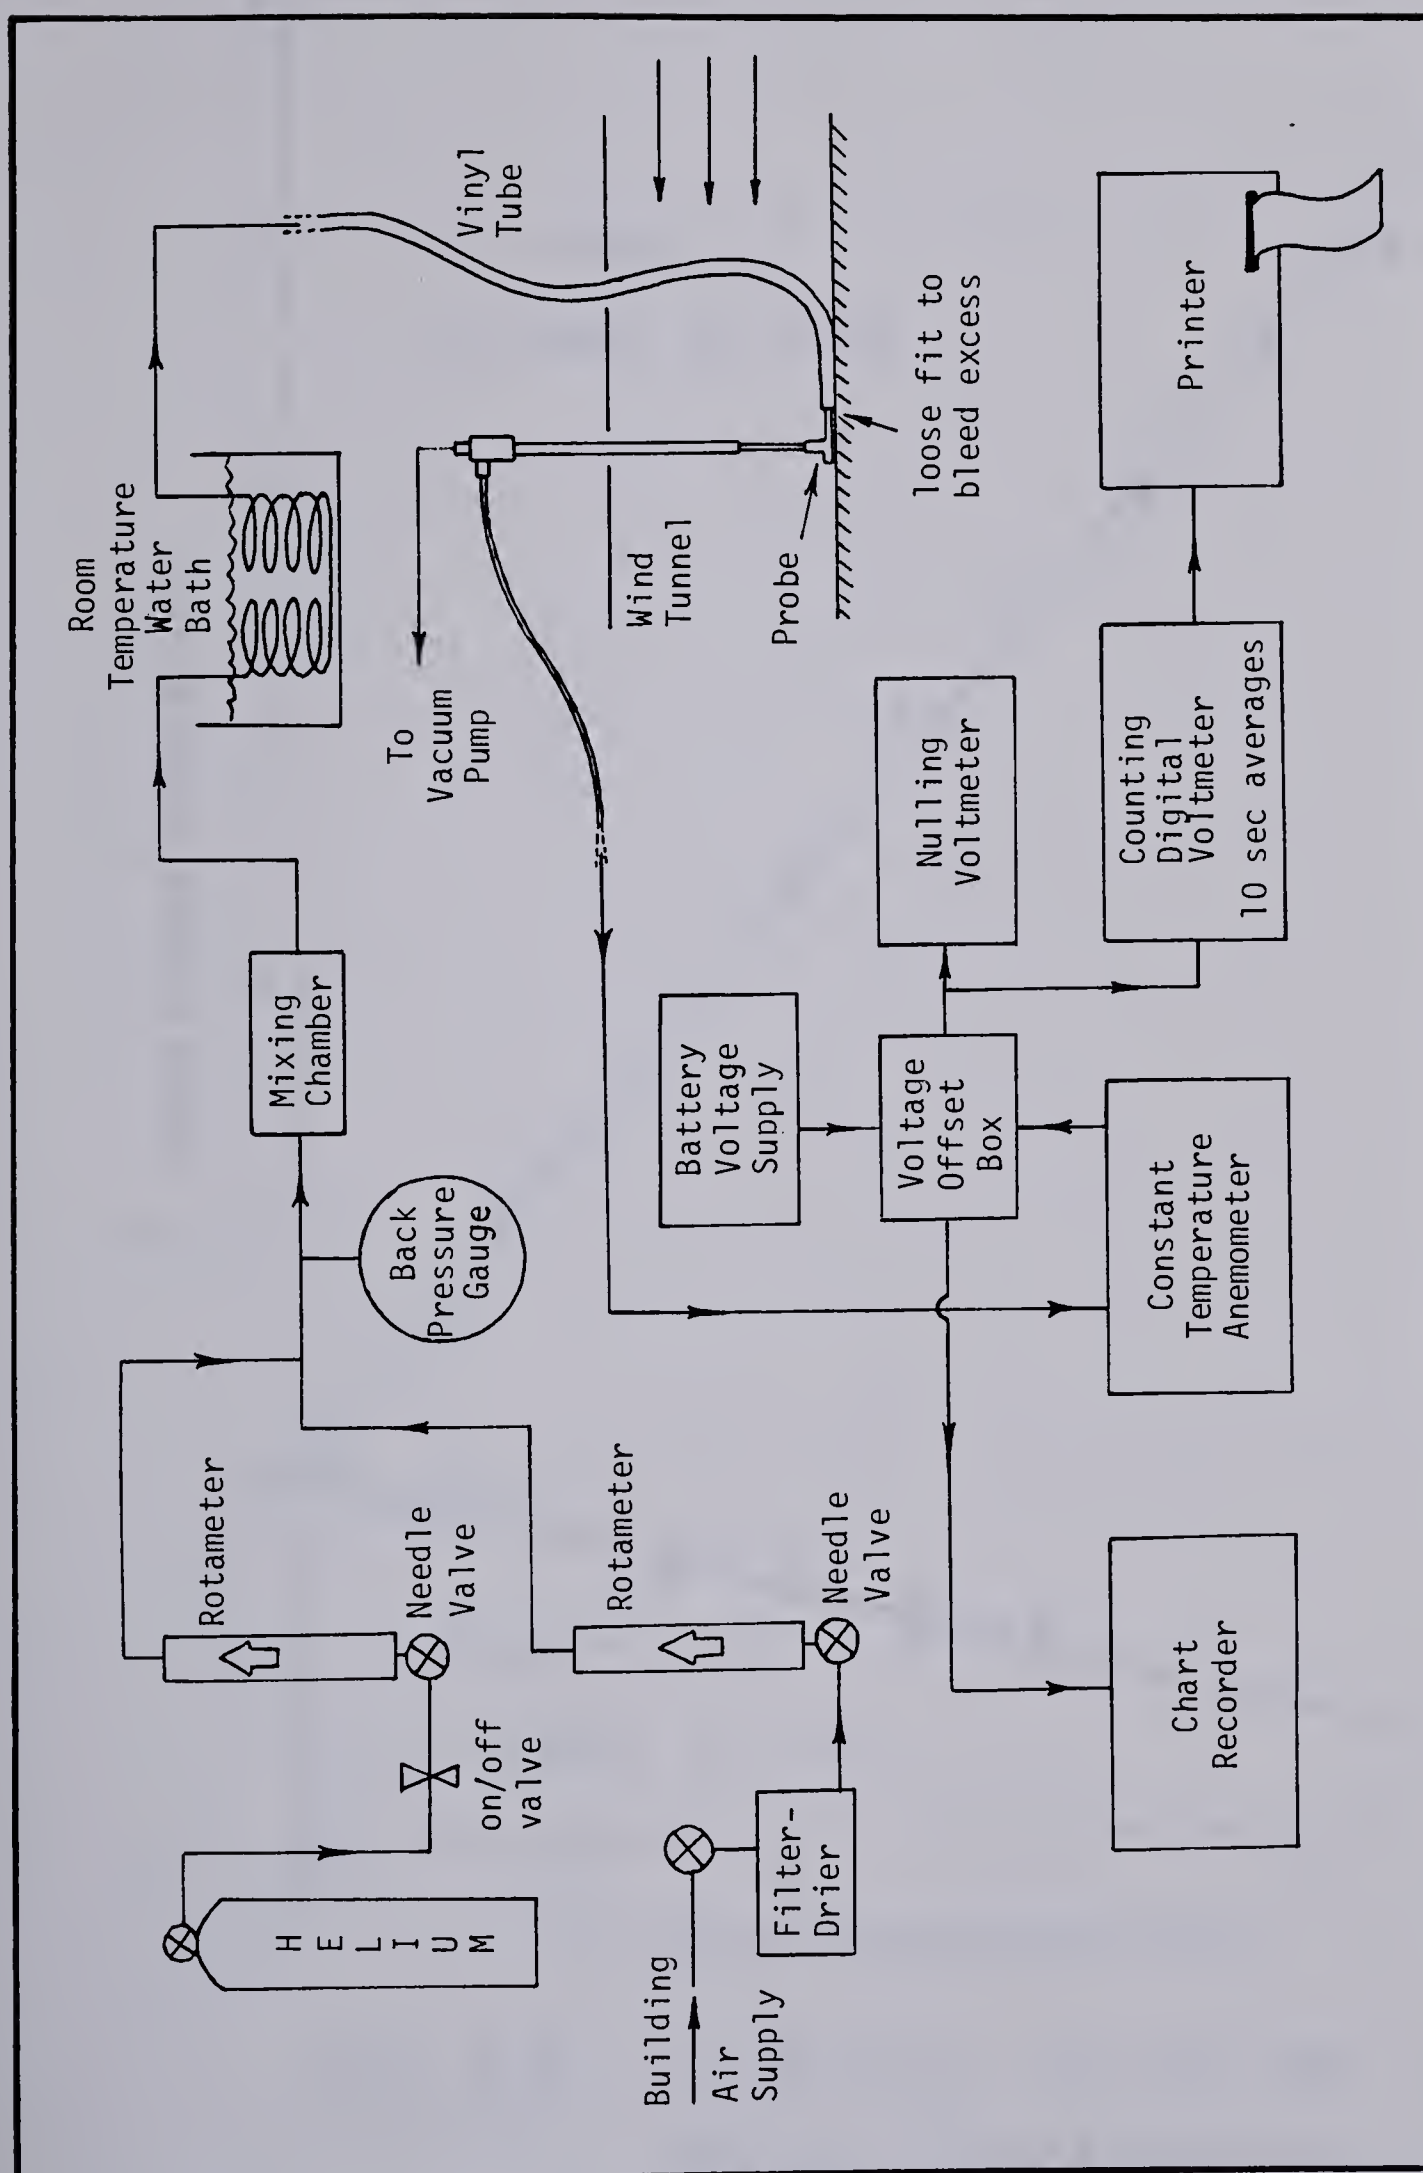 HELIUM
on/off
valve
Needle
Valve
Rotameter
Building
Air
Supply
Filter-
Drier
Needle
Valve
Rotameter
Back
Pressure
Gauge
Mixing
Chamber
Room
Temperature
Water
Bath
To
Vacuum
Pump
Vinyl
Tube
Wind
Tunnel
Probe
loose fit to
bleed excess
Battery
Voltage
Supply
Voltage
Offset
Box
Nulling
Voltmeter
Chart
Recorder
Constant
Temperature
Anemometer
Counting
Digital
Voltmeter
10 sec averages
Printer